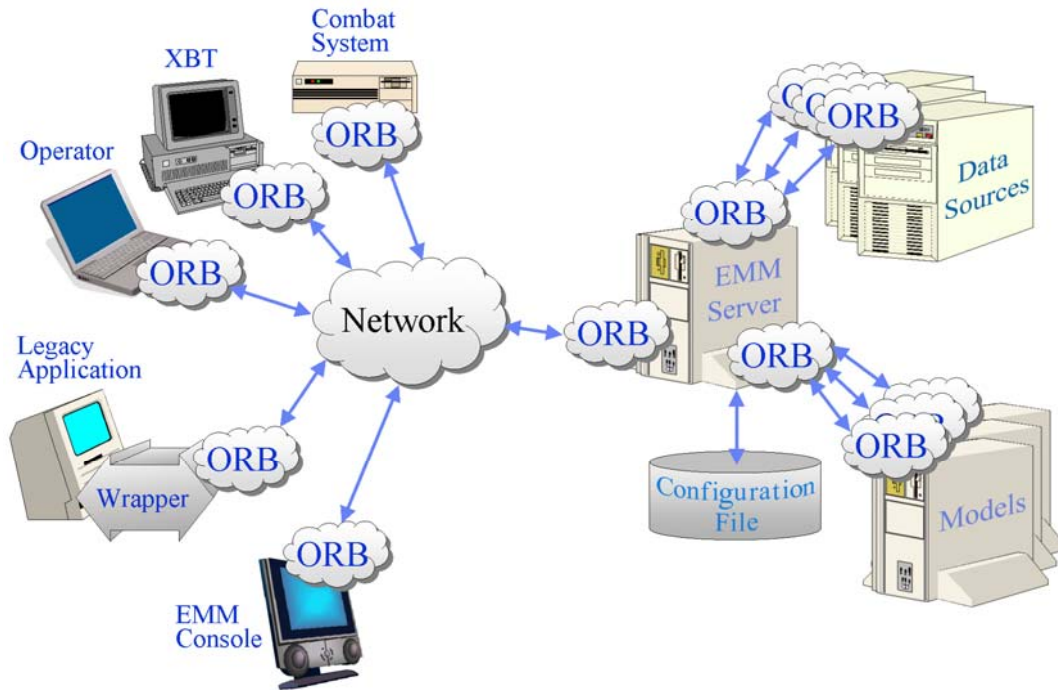 Combat
System
XBT
ORB
ORB
Operator
ORB
ORB
ORB
Data
Sources
EMM
Server
Network
ORB
ORB
Legacy
Application
ORB
Wrapper
ORB
Configuration
File
Models
ORB
EMM
Console